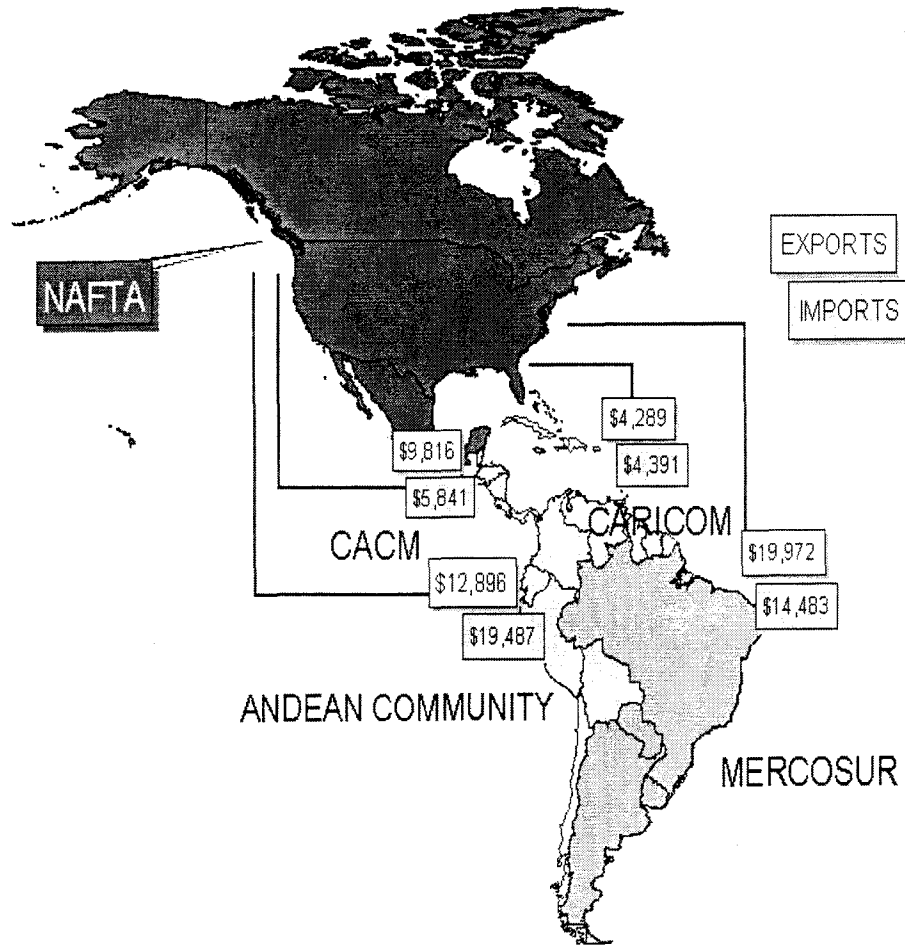 EXPORTS
IMPORTS
NAFTA
$4,289
$4,391
$9,816
$5,841
CARICOM
CACM
$19,972
$14,483
$12,896
$19,487
ANDEAN COMMUNITY
MERCOSUR